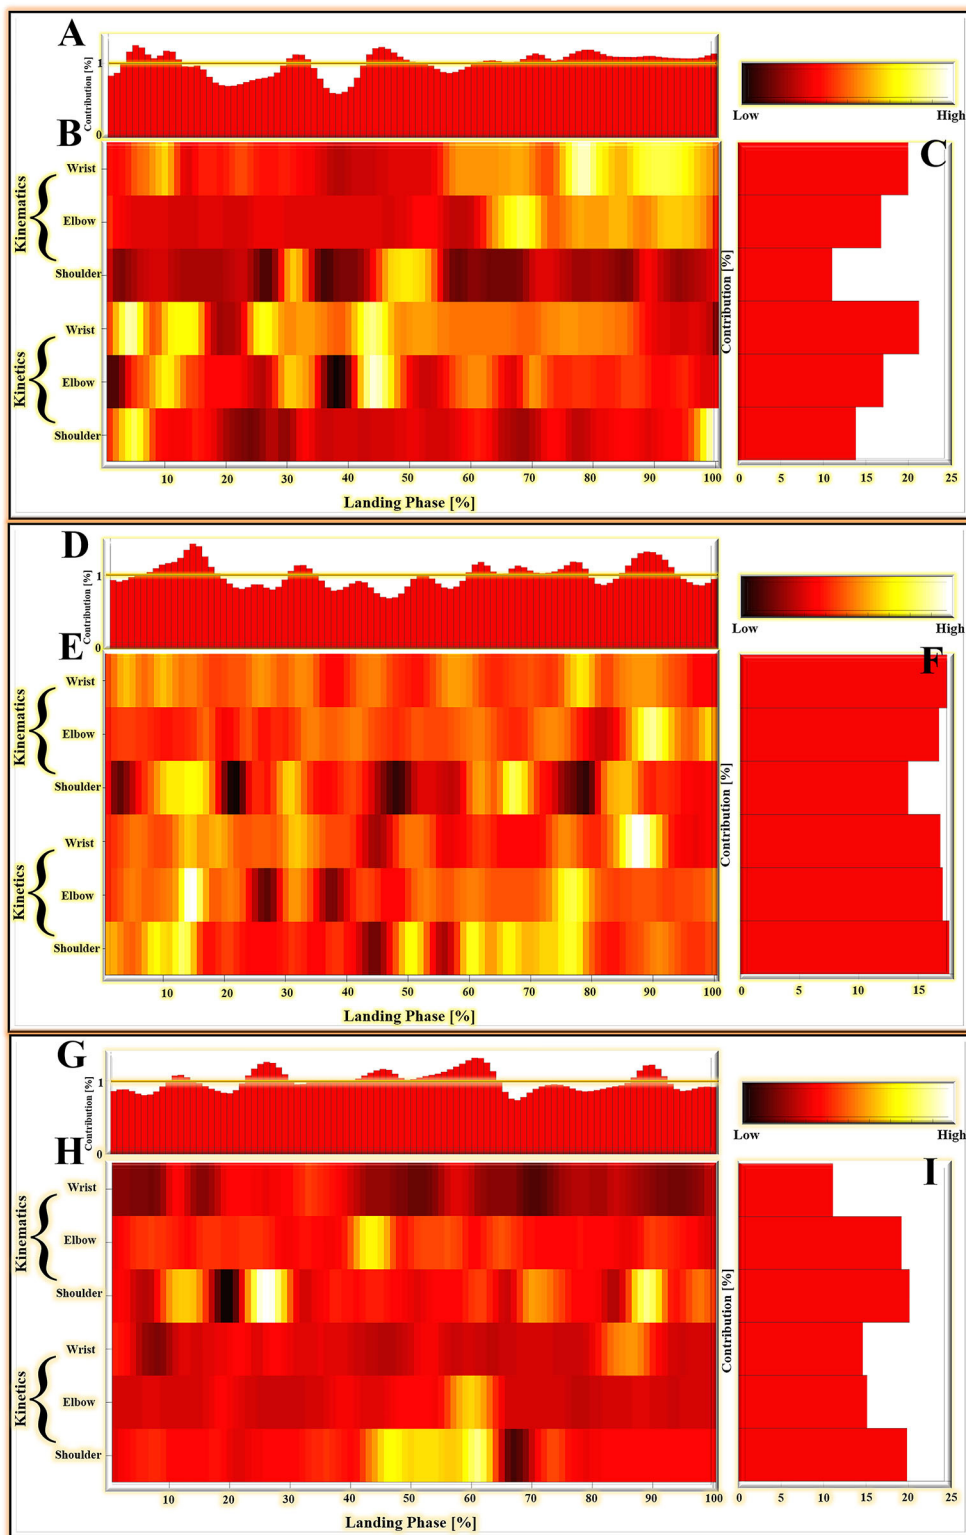 A
Contribution [%]
1
0
Low High
B
C
Kinematics
Wrist
Elbow
Shoulder
Kinetics
Wrist
Elbow
Shoulder
10 20 30 40 50 60 70 80 90 100
Landing Phase [%]
Contribution [%]
0 5 10 15 20 25
D
Contribution [%]
1
0
Low High
E
F
Kinematics
Wrist
Elbow
Shoulder
Kinetics
Wrist
Elbow
Shoulder
10 20 30 40 50 60 70 80 90 100
Landing Phase [%]
Contribution [%]
0 5 10 15
G
Contribution [%]
1
0
Low High
H
I
Kinematics
Wrist
Elbow
Shoulder
Kinetics
Wrist
Elbow
Shoulder
10 20 30 40 50 60 70 80 90 100
Landing Phase [%]
Contribution [%]
0 5 10 15 20 25